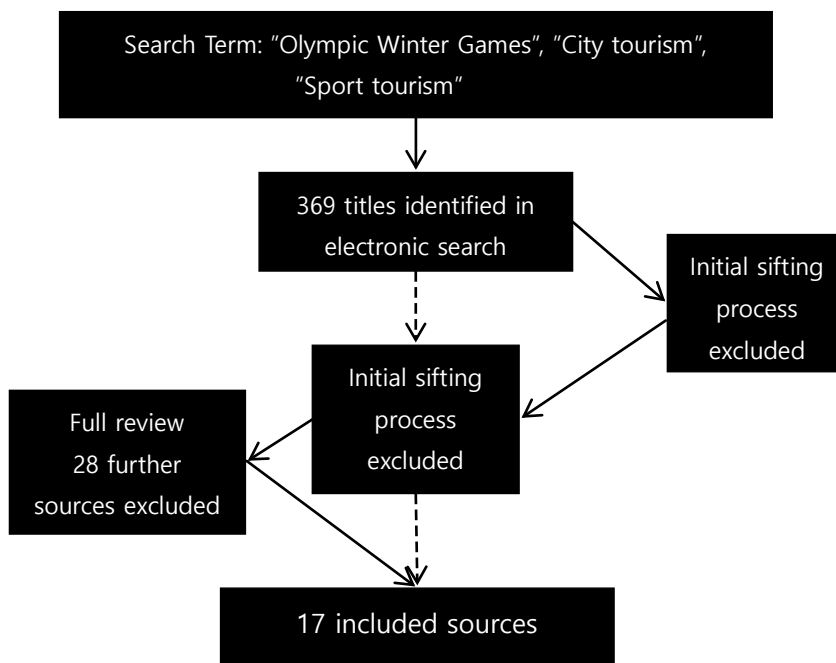 Search Term: "Olympic Winter Games", "City tourism",
"Sport tourism"
369 titles identified in
electronic search
Initial sifting
process
excluded
Initial sifting
process
excluded
Full review
28 further
sources excluded
17 included sources